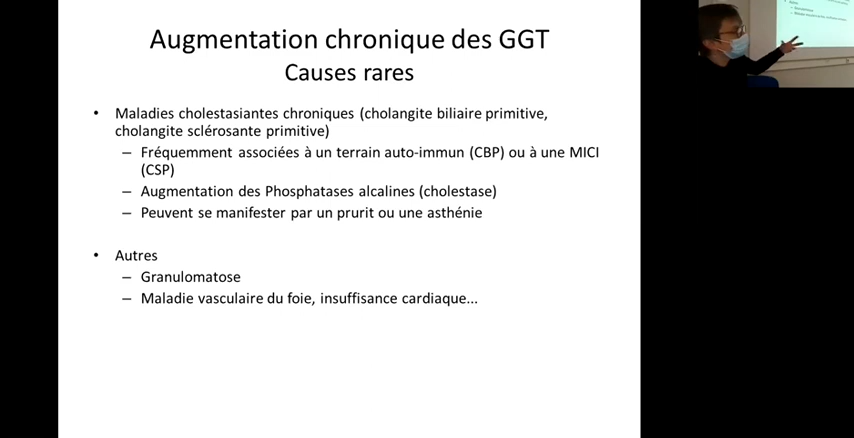 Augmentation chronique des GGT
Causes rares
• Maladies cholestasiantes chroniques (cholangite biliaire primitive,
cholangite sclérosante primitive)
– Fréquemment associées à un terrain auto-immun (CBP) ou à une MICI
(CSP)
– Augmentation des Phosphatases alcalines (cholestase)
– Peuvent se manifester par un prurit ou une asthénie
• Autres
– Granulomatose
– Maladie vasculaire du foie, insuffisance cardiaque...